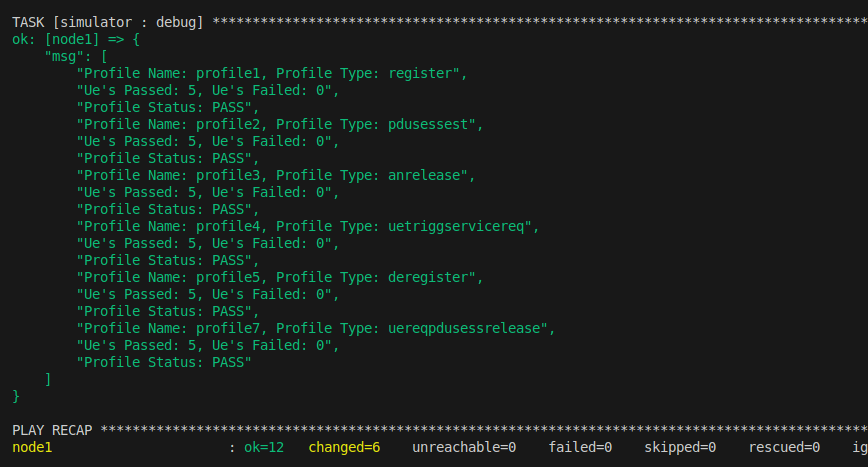 TASK [simulator : debug] **********************************************************************************
ok: [node1] => {
    "msg": [
        "Profile Name: profile1, Profile Type: register",
        "Ue's Passed: 5, Ue's Failed: 0",
        "Profile Status: PASS",
        "Profile Name: profile2, Profile Type: pdusessest",
        "Ue's Passed: 5, Ue's Failed: 0",
        "Profile Status: PASS",
        "Profile Name: profile3, Profile Type: anrelease",
        "Ue's Passed: 5, Ue's Failed: 0",
        "Profile Status: PASS",
        "Profile Name: profile4, Profile Type: uetriggservicereq",
        "Ue's Passed: 5, Ue's Failed: 0",
        "Profile Status: PASS",
        "Profile Name: profile5, Profile Type: deregister",
        "Ue's Passed: 5, Ue's Failed: 0",
        "Profile Status: PASS",
        "Profile Name: profile7, Profile Type: uereqpdusessrelease",
        "Ue's Passed: 5, Ue's Failed: 0",
        "Profile Status: PASS"
    ]
}
PLAY RECAP ************************************************************************************************
node1                      : ok=12   changed=6    unreachable=0    failed=0    skipped=0    rescued=0    ig